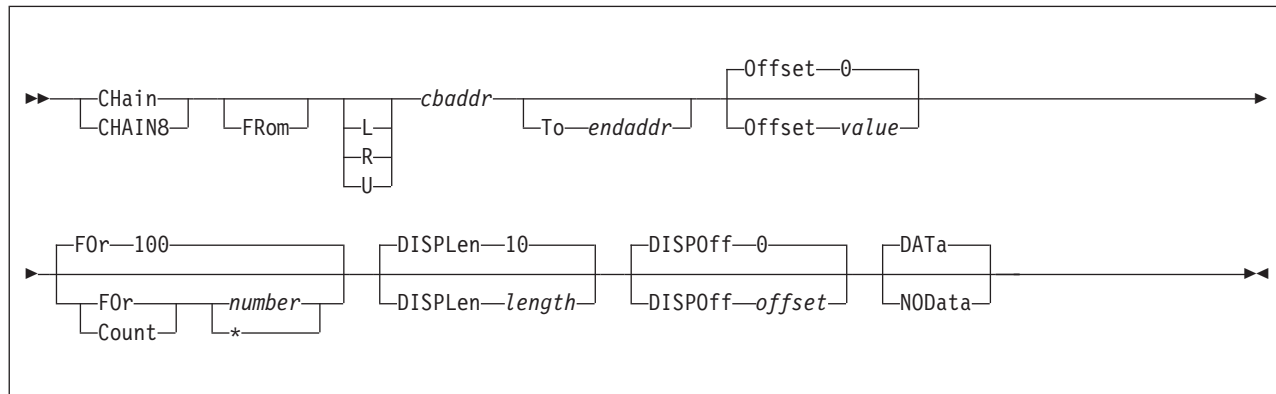 Offset 0
CHain FRom L cbaddr To endaddr Offset value
CHAIN8 R
U
FOr 100 DISPLen 10 DISPOff 0 DATa
FOr number DISPLen length DISPOff offset NOData
Count *